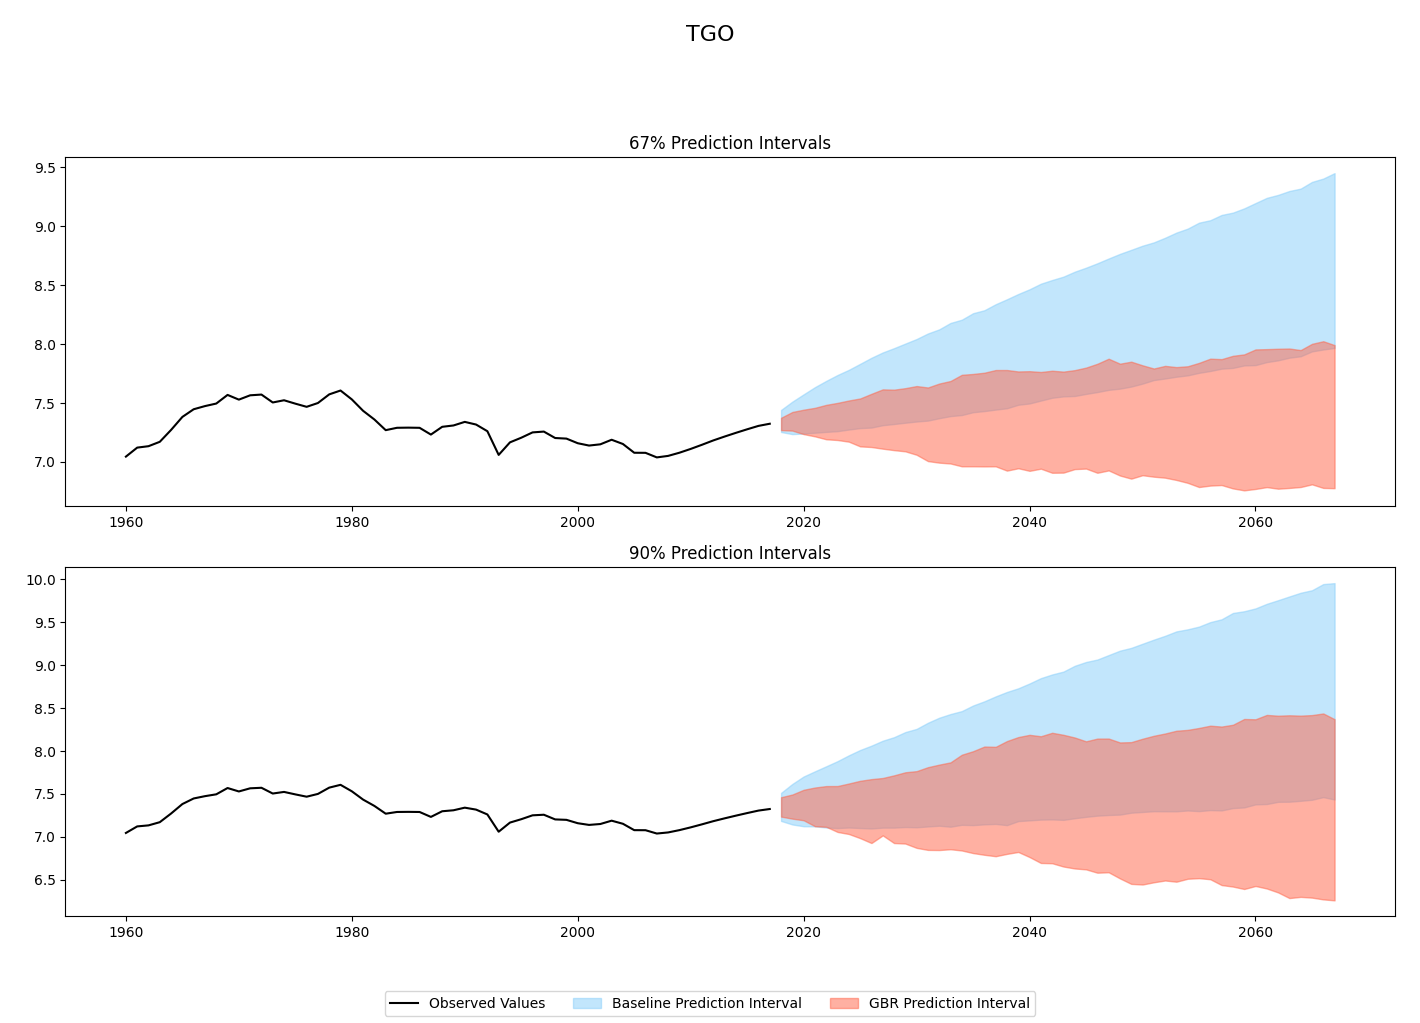 TGO
67% Prediction Intervals
9.5
9.0
8.5
8.0
7.5
7.0
1960 1980 2000 2020 2040 2060
90% Prediction Intervals
10.0
9.5
9.0
8.5
8.0
7.5
7.0
6.5
1960 1980 2000 2020 2040 2060
Observed Values Baseline Prediction Interval GBR Prediction Interval